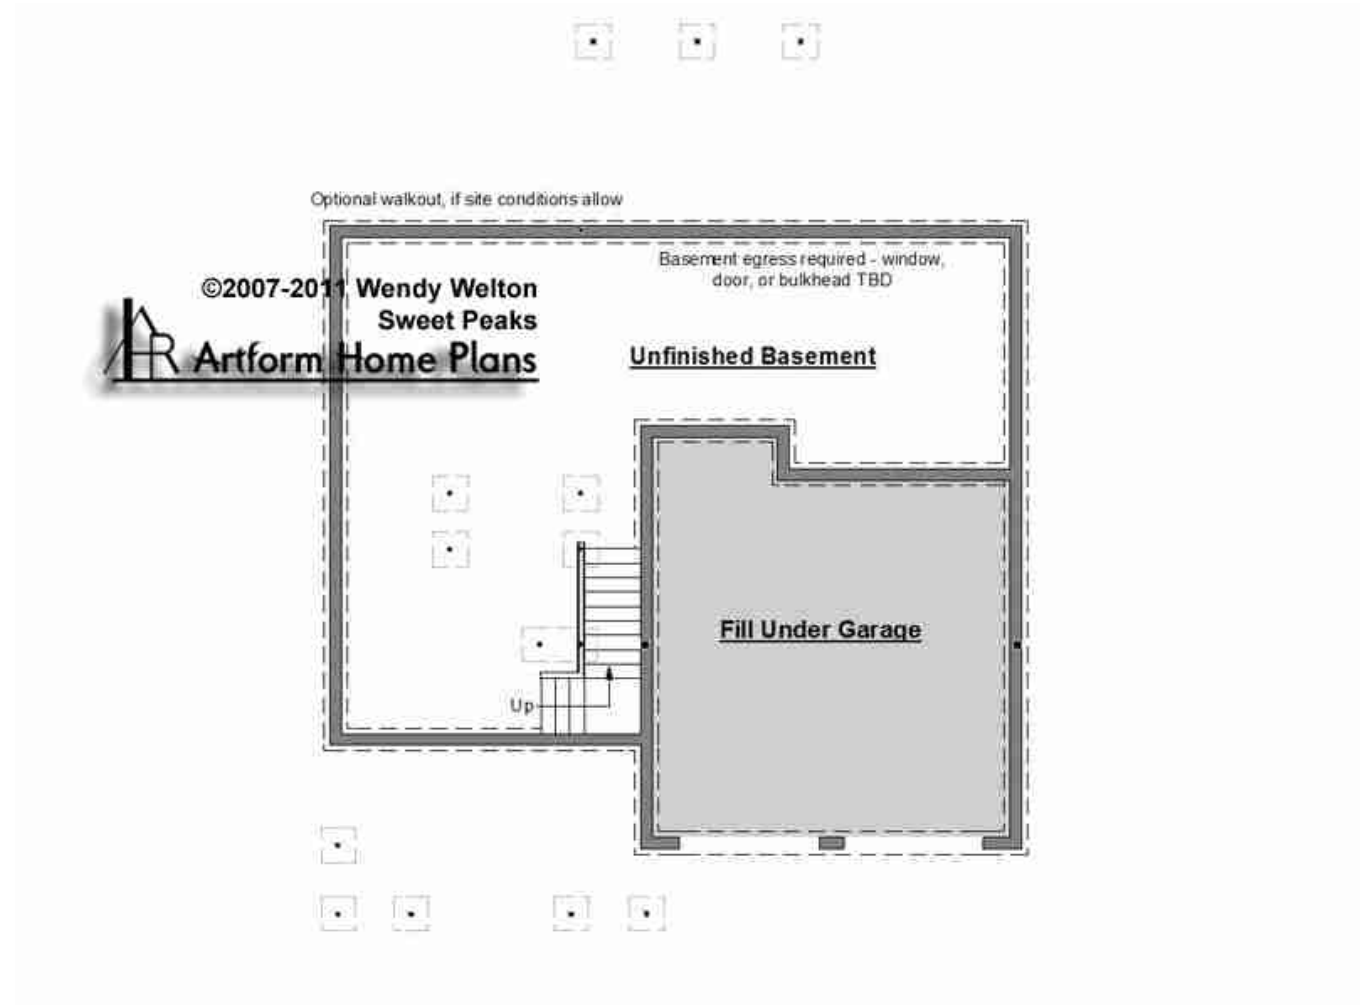 Optional walkout, if site conditions allow
Basement egress required - window,
door, or bulkhead TBD
©2007-2011 Wendy Welton
Sweet Peaks
Artform Home Plans
Unfinished Basement
Fill Under Garage
Up